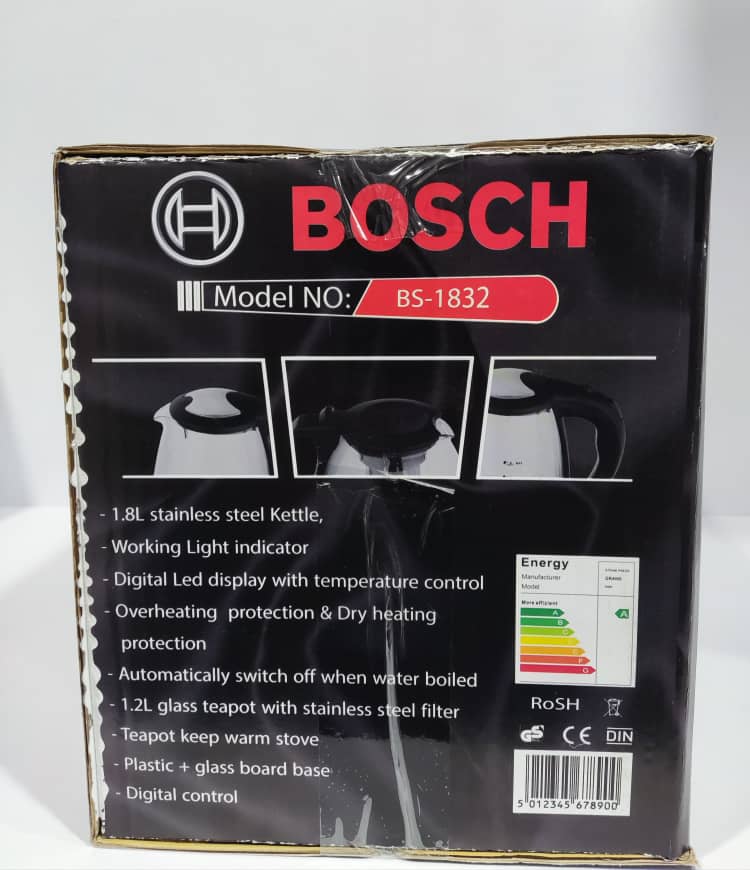 BOSCH
Model NO: BS-1832
- 1.8L stainless steel Kettle,
- Working Light indicator
- Digital Led display with temperature control
- Overheating protection & Dry heating
protection
- Automatically switch off when water boiled
- 1.2L glass teapot with stainless steel filter
- Teapot keep warm stove
- Plastic + glass board base
- Digital control
Energy
Manufacturer
Model
More efficient
A
B
C
D
E
F
G
A
RoSH
GS CE DIN
5 012345 678900